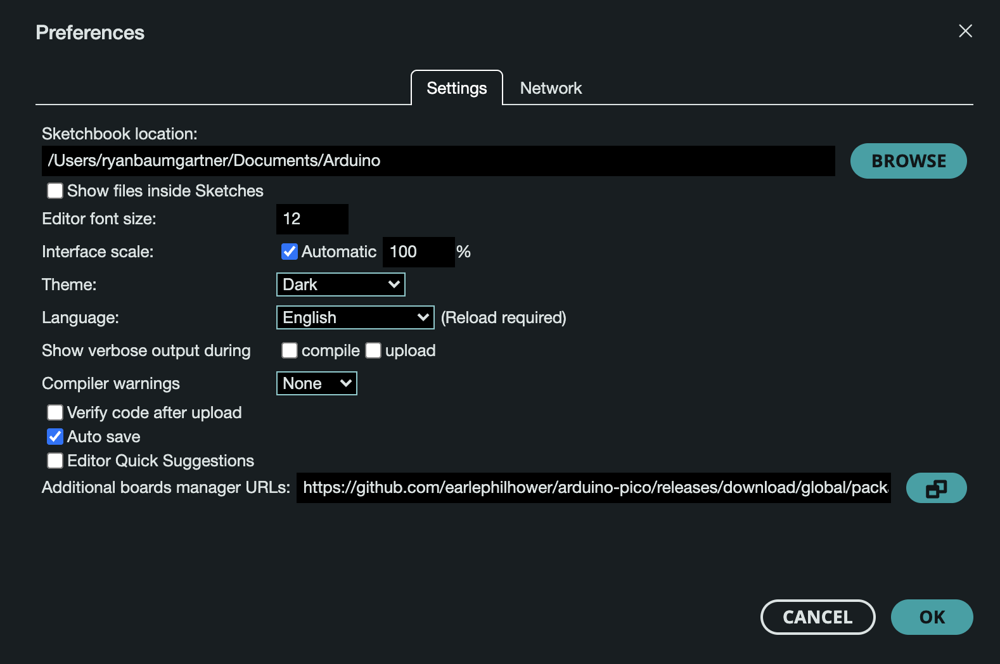 Preferences
Settings Network
Sketchbook location:
/Users/ryanbaumgartner/Documents/Arduino BROWSE
Show files inside Sketches
Editor font size: 12
Interface scale: Automatic 100 %
Theme: Dark
Language: English (Reload required)
Show verbose output during compile upload
Compiler warnings None
Verify code after upload
Auto save
Editor Quick Suggestions
Additional boards manager URLs: https://github.com/earlephilhower/arduino-pico/releases/download/global/pack
CANCEL OK